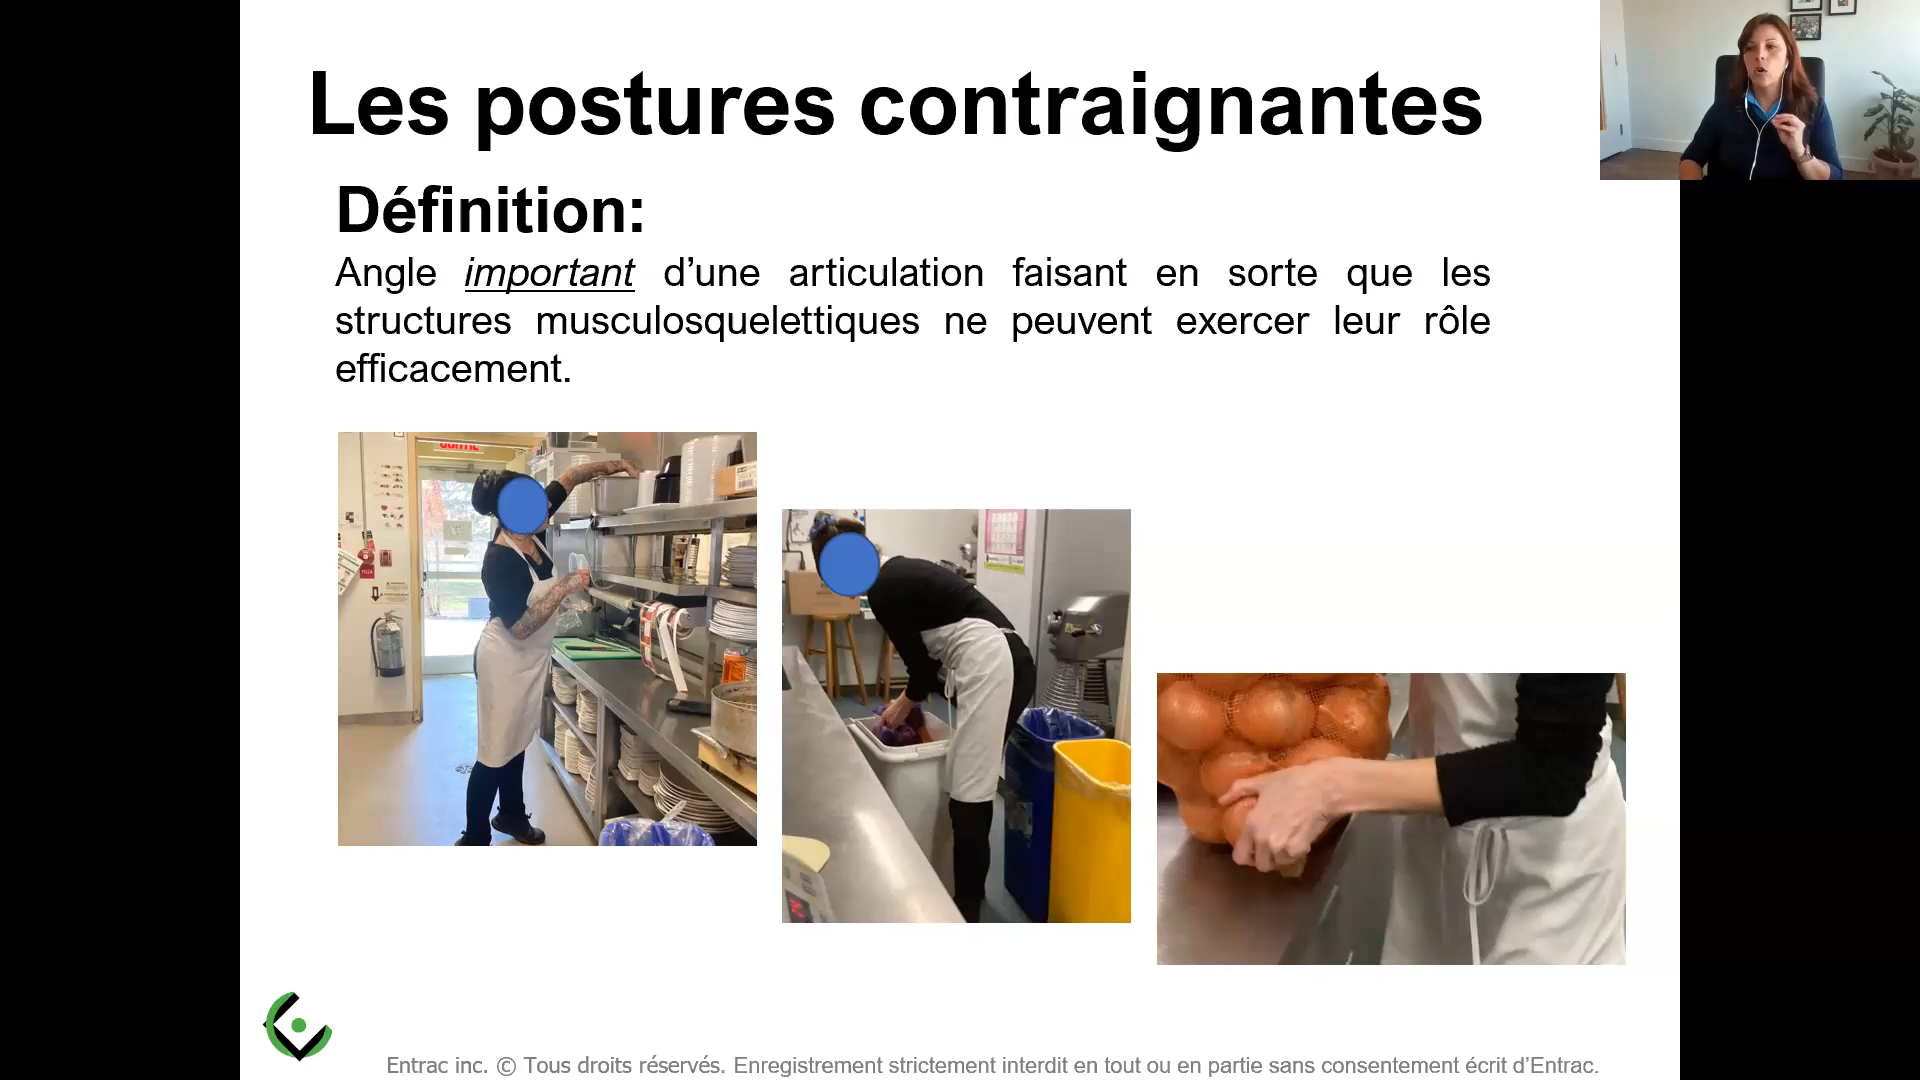 Les postures contraignantes
Définition:
Angle important d’une articulation faisant en sorte que les
structures musculosquelettiques ne peuvent exercer leur rôle
efficacement.
SORTIE
Entrac inc. © Tous droits réservés. Enregistrement strictement interdit en tout ou en partie sans consentement écrit d’Entrac.